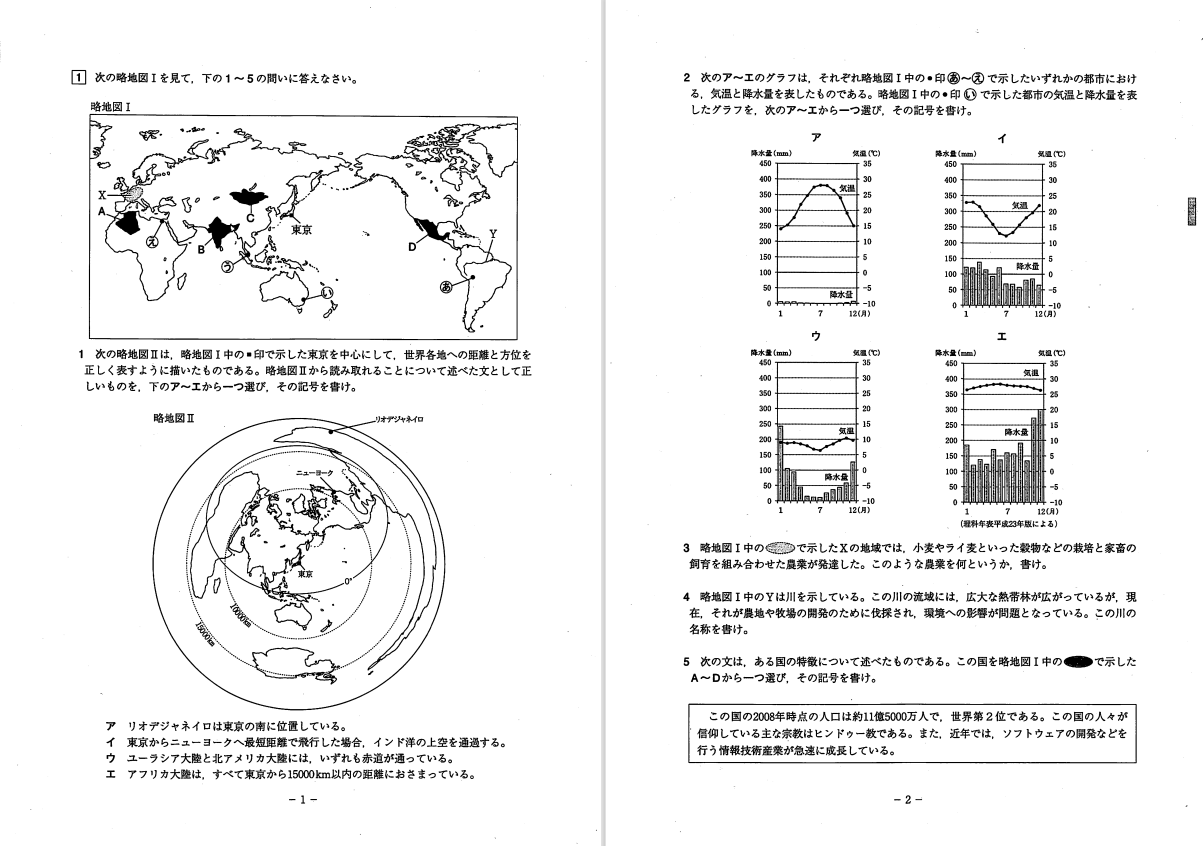 1 次の略地図Ⅰを見て，下の1～5の問いに答えなさい。
略地図Ⅰ
X
A
え
B
う
C
東京
D
Y
あ
い
1 次の略地図Ⅱは，略地図Ⅰ中の■印で示した東京を中心にして，世界各地への距離と方位を
正しく表すように描いたものである。略地図Ⅱから読み取れることについて述べた文として正
しいものを，下のア～エから一つ選び，その記号を書け。
略地図Ⅱ
リオデジャネイロ
ニューヨーク
東京
0°
10000km
15000km
ア リオデジャネイロは東京の南に位置している。
イ 東京からニューヨークへ最短距離で飛行した場合，インド洋の上空を通過する。
ウ ユーラシア大陸と北アメリカ大陸には，いずれも赤道が通っている。
エ アフリカ大陸は，すべて東京から15000km以内の距離におさまっている。
－1－
2 次のア～エのグラフは，それぞれ略地図Ⅰ中の●印あ～えで示したいずれかの都市におけ
る，気温と降水量を表したものである。略地図Ⅰ中の●印いで示した都市の気温と降水量を表
したグラフを，次のア～エから一つ選び，その記号を書け。
ア
降水量(mm) 気温(℃)
450 35
400 30
350 25
300 20
250 15
200 10
150 5
100 0
50 －5
0 －10
気温
降水量
1 7 12(月)
イ
降水量(mm) 気温(℃)
450 35
400 30
350 25
300 20
250 15
200 10
150 5
100 0
50 －5
0 －10
気温
降水量
1 7 12(月)
ウ
降水量(mm) 気温(℃)
450 35
400 30
350 25
300 20
250 15
200 10
150 5
100 0
50 －5
0 －10
気温
降水量
1 7 12(月)
エ
降水量(mm) 気温(℃)
450 35
400 30
350 25
300 20
250 15
200 10
150 5
100 0
50 －5
0 －10
気温
降水量
1 7 12(月)
(理科年表平成23年版による)
3 略地図Ⅰ中の で示したXの地域では，小麦やライ麦といった穀物などの栽培と家畜の
飼育を組み合わせた農業が発達した。このような農業を何というか，書け。
4 略地図Ⅰ中のYは川を示している。この川の流域には，広大な熱帯林が広がっているが，現
在，それが農地や牧場の開発のために伐採され，環境への影響が問題となっている。この川の
名称を書け。
5 次の文は，ある国の特徴について述べたものである。この国を略地図Ⅰ中の で示した
A～Dから一つ選び，その記号を書け。
この国の2008年時点の人口は約11億5000万人で，世界第2位である。この国の人々が
信仰している主な宗教はヒンドゥー教である。また，近年では，ソフトウェアの開発などを
行う情報技術産業が急速に成長している。
－2－